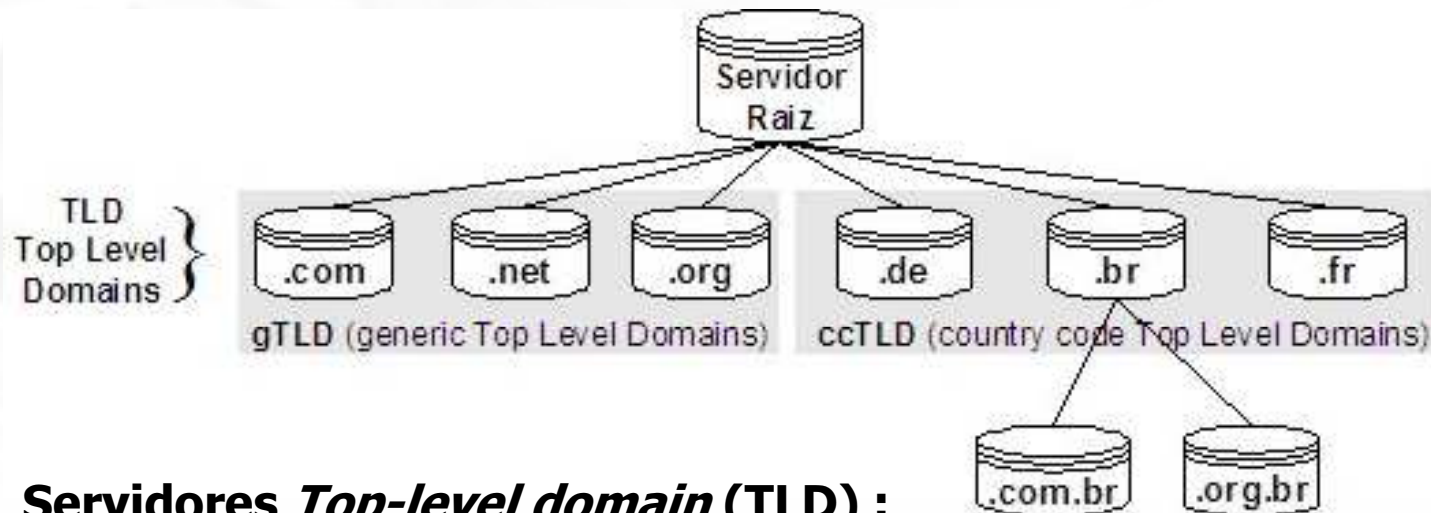 Servidor
Raiz
TLD
Top Level
Domains
.com .net .org .de .br .fr
gTLD (generic Top Level Domains) ccTLD (country code Top Level Domains)
.com.br .org.br
Servidores Top-level domain (TLD) :